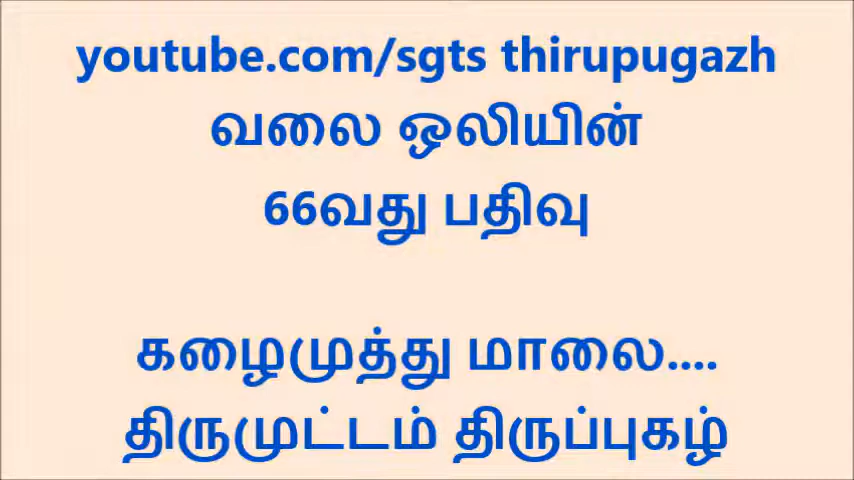 youtube.com/sgts thirupugazh
வலை ஒலியின்
66வது பதிவு
கழைமுத்து மாலை....
திருமுட்டம் திருப்புகழ்